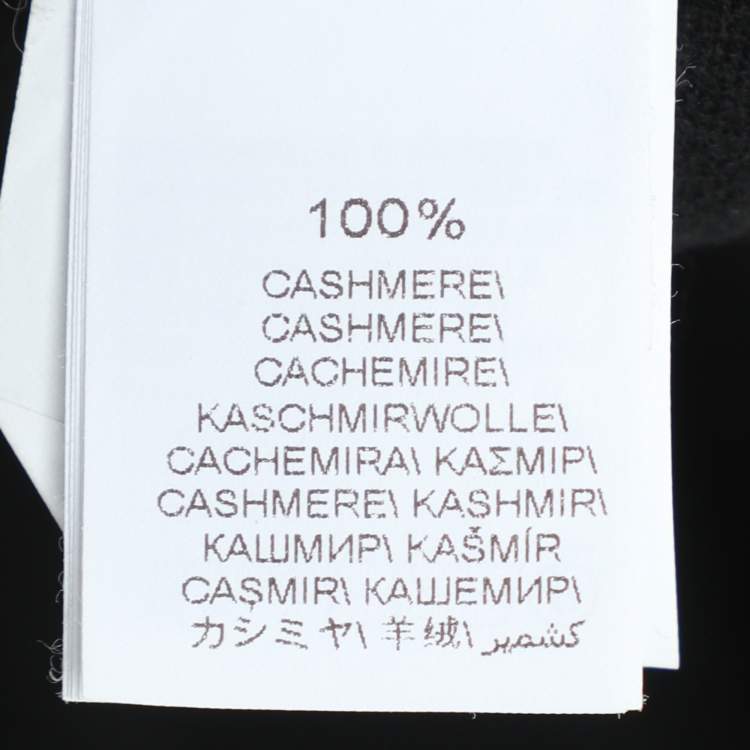 100%
CASHMERE\
CASHMERE\
CACHEMIRE\
KASCHMIRWOLLE\
CACHEMIRA\ ΚΑΣΜΙΡ\
CASHMERE\ KASHMIR\
КАШМИР\ KAŠMÍR
CAŞMIR\ КАШЕМИР\
カシミヤ\ 羊绒\ كشمير